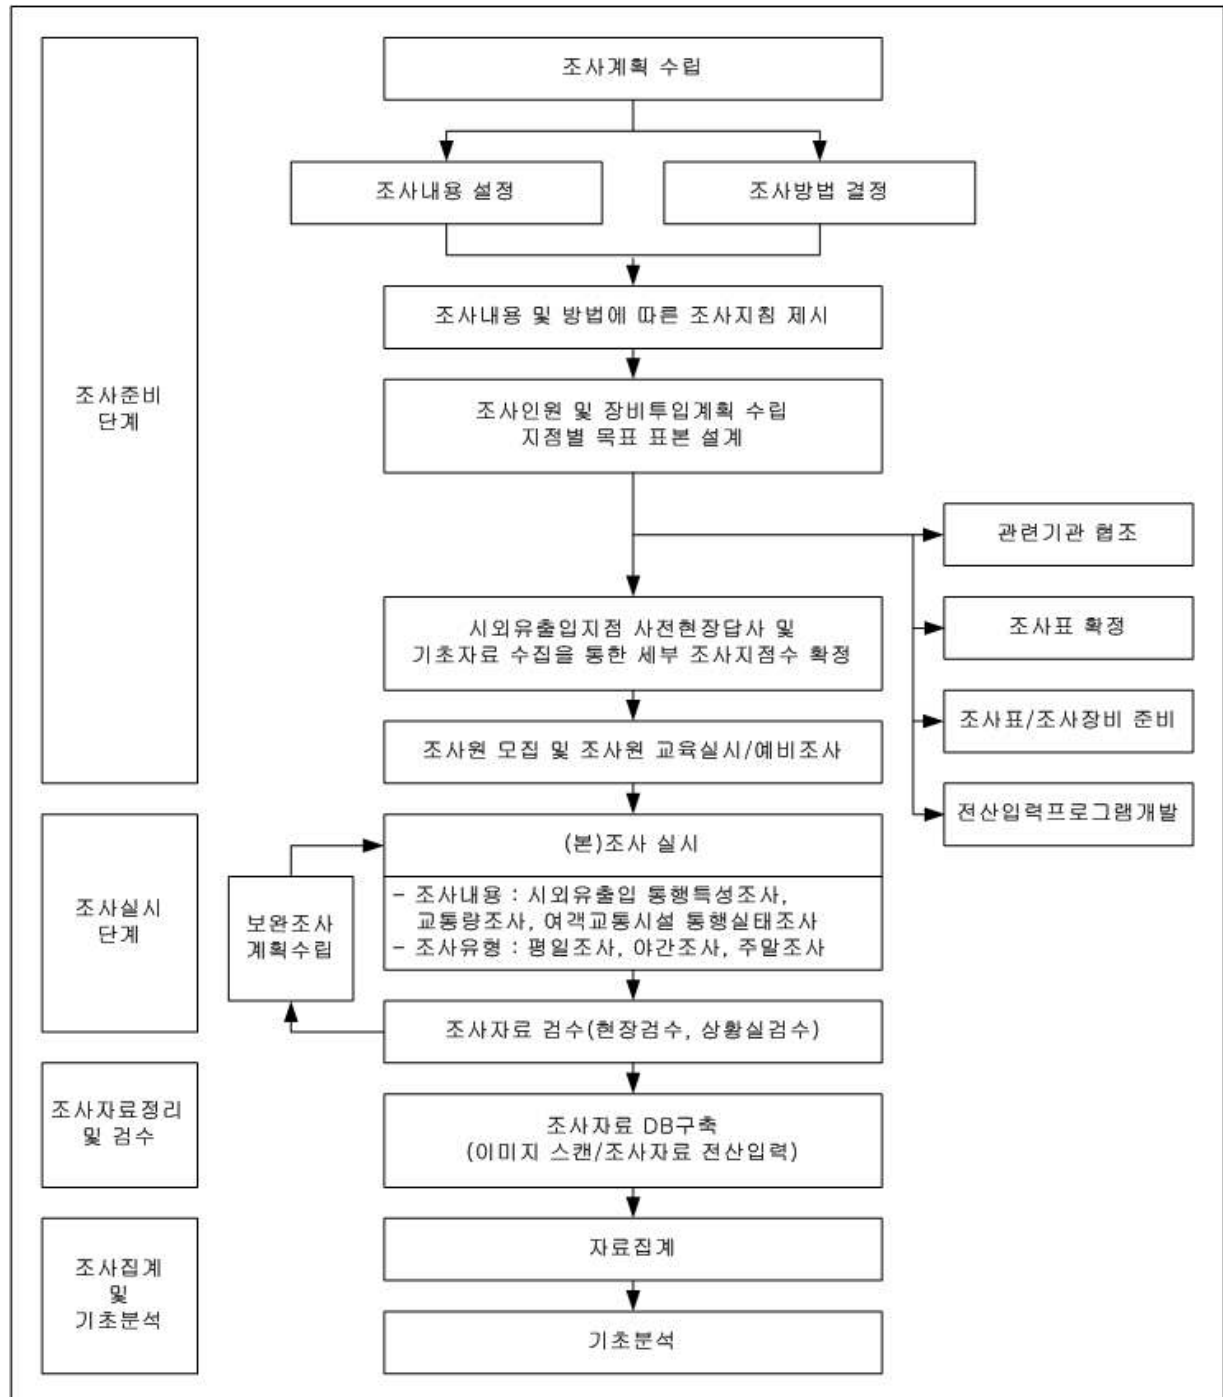 조사계획 수립
조사내용 설정
조사방법 결정
조사내용 및 방법에 따른 조사지침 제시
조사준비
단계
조사인원 및 장비투입계획 수립
지점별 목표 표본 설계
관련기관 협조
시외유출입지점 사전현장답사 및
기초자료 수집을 통한 세부 조사지점수 확정
조사표 확정
조사원 모집 및 조사원 교육실시/예비조사
조사표/조사장비 준비
전산입력프로그램개발
조사실시
단계
보완조사
계획수립
(본)조사 실시
– 조사내용 : 시외유출입 통행특성조사,
교통량조사, 여객교통시설 통행실태조사
– 조사유형 : 평일조사, 야간조사, 주말조사
조사자료 검수(현장검수, 상황실검수)
조사자료정리
및 검수
조사자료 DB구축
(이미지 스캔/조사자료 전산입력)
조사집계
및
기초분석
자료집계
기초분석